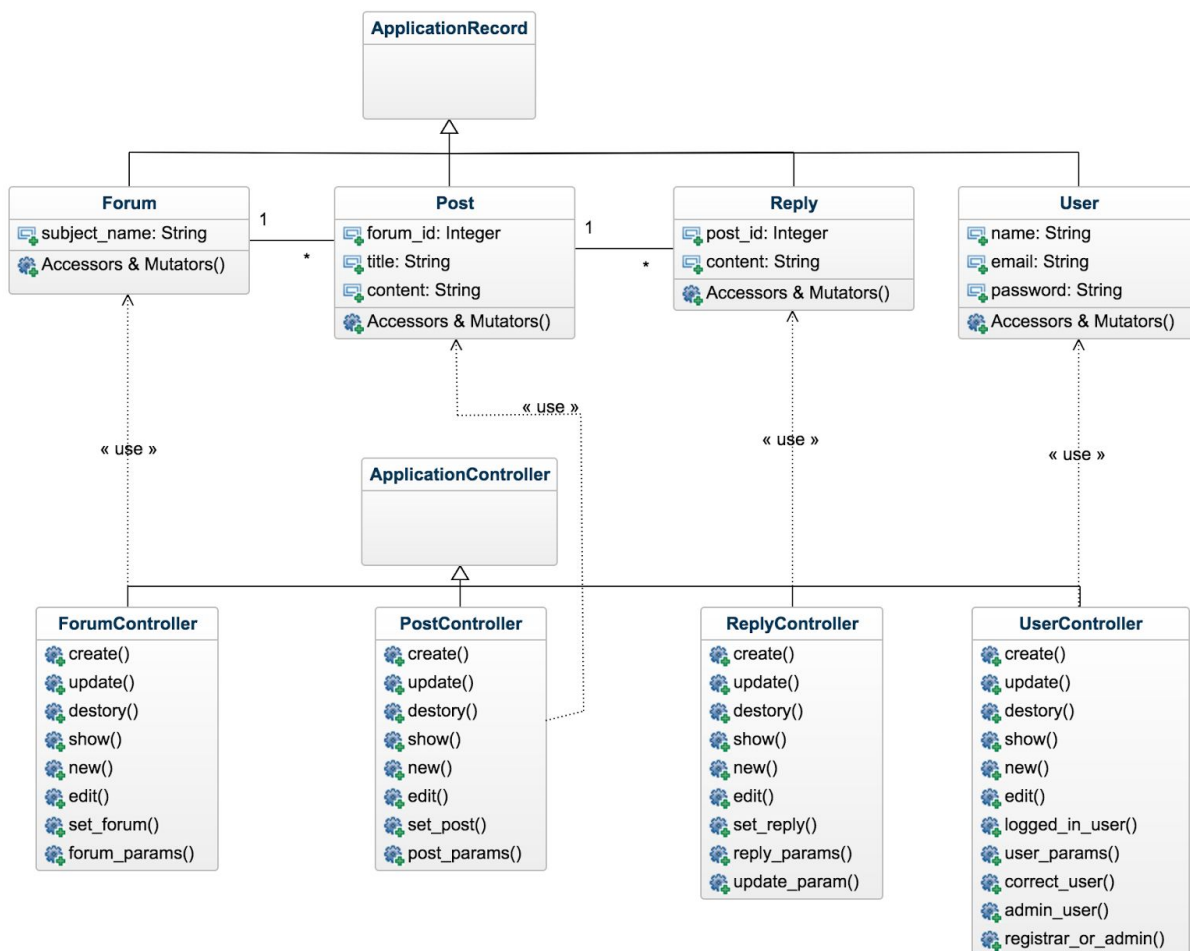 ApplicationRecord
Forum
subject_name: String
Accessors & Mutators()
1
*
Post
forum_id: Integer
title: String
content: String
Accessors & Mutators()
1
*
Reply
post_id: Integer
content: String
Accessors & Mutators()
User
name: String
email: String
password: String
Accessors & Mutators()
« use »
« use »
« use »
« use »
ApplicationController
ForumController
create()
update()
destory()
show()
new()
edit()
set_forum()
forum_params()
PostController
create()
update()
destory()
show()
new()
edit()
set_post()
post_params()
ReplyController
create()
update()
destory()
show()
new()
edit()
set_reply()
reply_params()
update_param()
UserController
create()
update()
destory()
show()
new()
edit()
logged_in_user()
user_params()
correct_user()
admin_user()
registrar_or_admin()